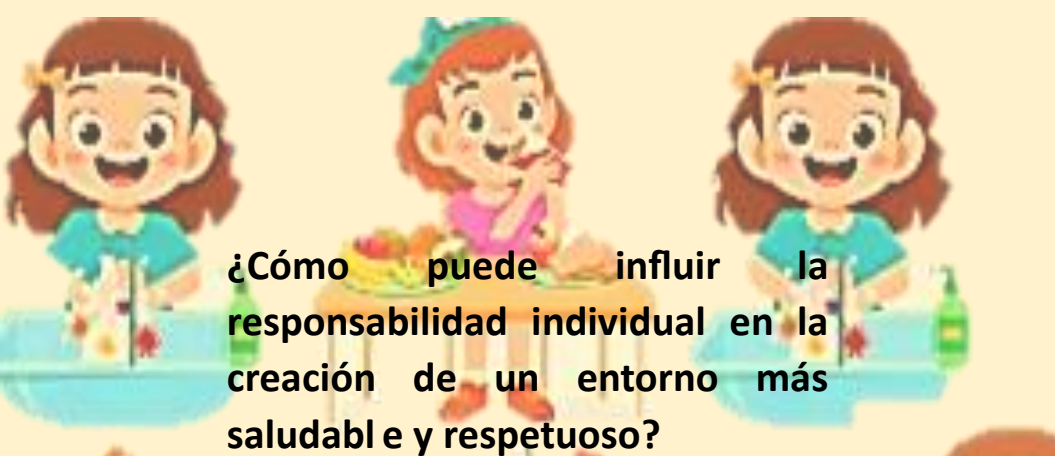 ¿Cómo puede influir la
responsabilidad individual en la
creación de un entorno más
saludabl e y respetuoso?